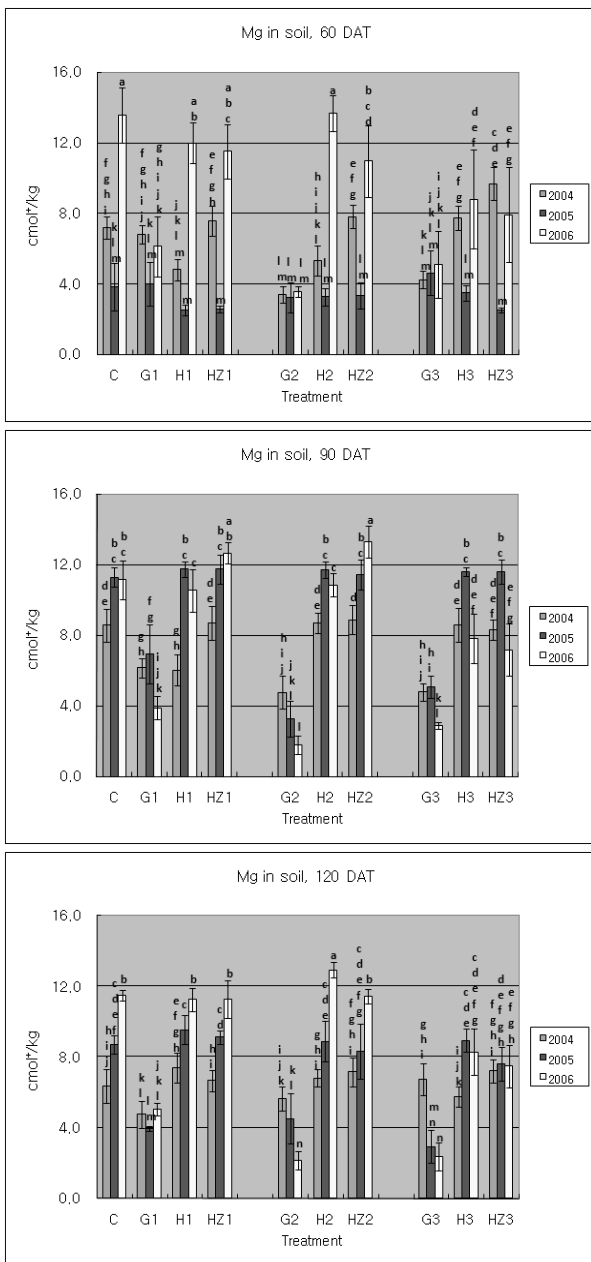 Mg in soil, 60 DAT
16,0
12,0
8,0
4,0
0,0
cmol⁺/kg
f g h i
k l m
a
f g h i j
k l m
g h i j k l
j k l m
m
a b
e f g h
m
a b c
l m
l m
l m
h i j k l
l m
a
e f g
l m
b c d
k l m
j k l m
i j k l
e f g
l m
d e f
c d e
m
e f g
C G1 H1 HZ1 G2 H2 HZ2 G3 H3 HZ3
Treatment
2004
2005
2006
Mg in soil, 90 DAT
16,0
12,0
8,0
4,0
0,0
cmol⁺/kg
d e
b c
b c
g h
f g
i j k
g h
b c
c
d e
b c
a b
h i j
j k l
l
d e
b c
c
d
b c
a
h i j
h i
k l
d e
b c
d e f
d e f
b c
e f g
C G1 H1 HZ1 G2 H2 HZ2 G3 H3 HZ3
Treatment
2004
2005
2006
Mg in soil, 120 DAT
16,0
12,0
8,0
4,0
0,0
cmol⁺/kg
h i j
c d e f
b
k l
l m
j k l
e f g h
c
b
h i
c d
b
i j k
k l
n
g h i
c d e
a
f g h i
c d e f g
b
g h i
m n
n
i j k
c d e
c d e f g
f g h i
d e f g h
e f g h
C G1 H1 HZ1 G2 H2 HZ2 G3 H3 HZ3
Treatment
2004
2005
2006